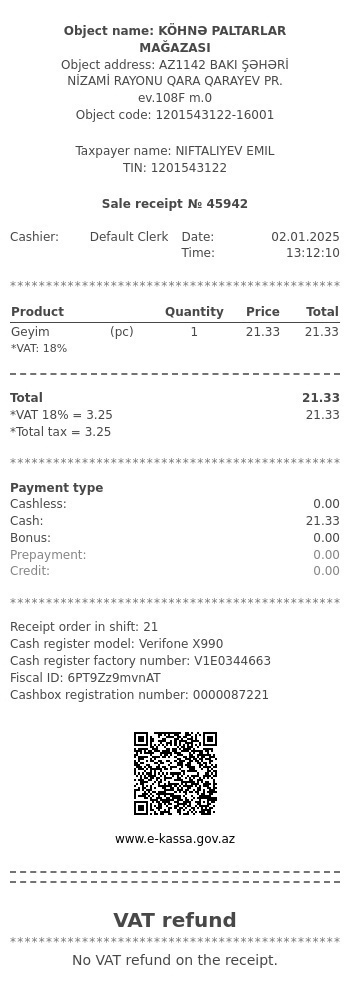 Object name: KÖHNƏ PALTARLAR
MAĞAZASI
Object address: AZ1142 BAKI ŞƏHƏRİ
NİZAMİ RAYONU QARA QARAYEV PR.
ev.108F m.0
Object code: 1201543122-16001
Taxpayer name: NIFTALIYEV EMIL
TIN: 1201543122
Sale receipt № 45942
Cashier: Default Clerk Date: 02.01.2025
Time: 13:12:10
****************************************************
Product Quantity Price Total
Geyim (pc) 1 21.33 21.33
*VAT: 18%
Total 21.33
*VAT 18% = 3.25 21.33
*Total tax = 3.25
****************************************************
Payment type
Cashless: 0.00
Cash: 21.33
Bonus: 0.00
Prepayment: 0.00
Credit: 0.00
****************************************************
Receipt order in shift: 21
Cash register model: Verifone X990
Cash register factory number: V1E0344663
Fiscal ID: 6PT9Zz9mvnAT
Cashbox registration number: 0000087221
www.e-kassa.gov.az
VAT refund
****************************************************
No VAT refund on the receipt.